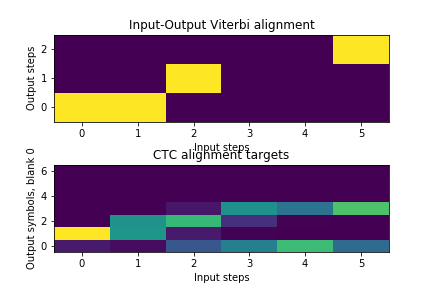 Input-Output Viterbi alignment
Output steps
2
1
0
0 1 2 3 4 5
Input steps
CTC alignment targets
Output symbols, blank 0
6
4
2
0
0 1 2 3 4 5
Input steps